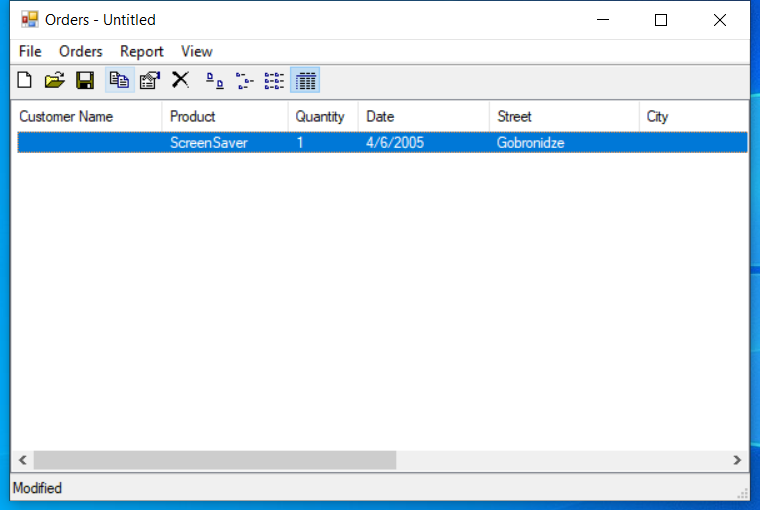 Orders - Untitled
File Orders Report View
Customer Name Product Quantity Date Street City
ScreenSaver 1 4/6/2005 Gobronidze
Modified